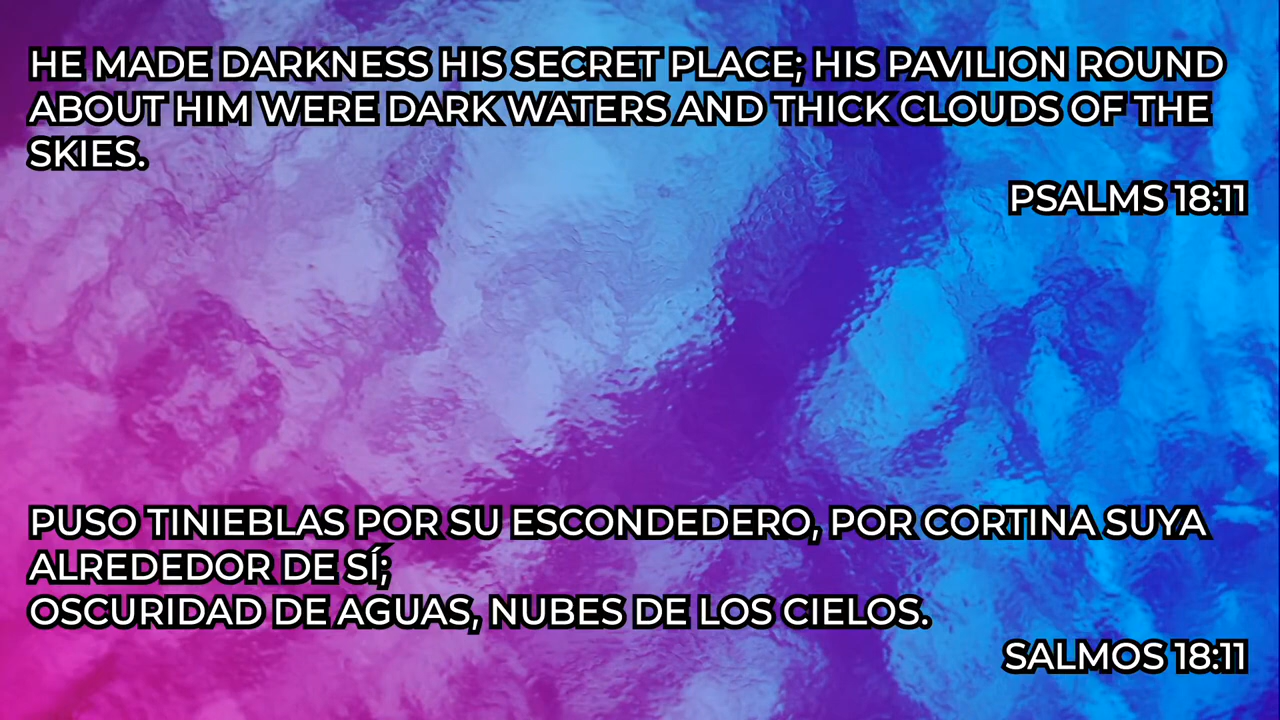 HE MADE DARKNESS HIS SECRET PLACE; HIS PAVILION ROUND
ABOUT HIM WERE DARK WATERS AND THICK CLOUDS OF THE
SKIES.
PSALMS 18:11
PUSO TINIEBLAS POR SU ESCONDEDERO, POR CORTINA SUYA
ALREDEDOR DE SÍ;
OSCURIDAD DE AGUAS, NUBES DE LOS CIELOS.
SALMOS 18:11